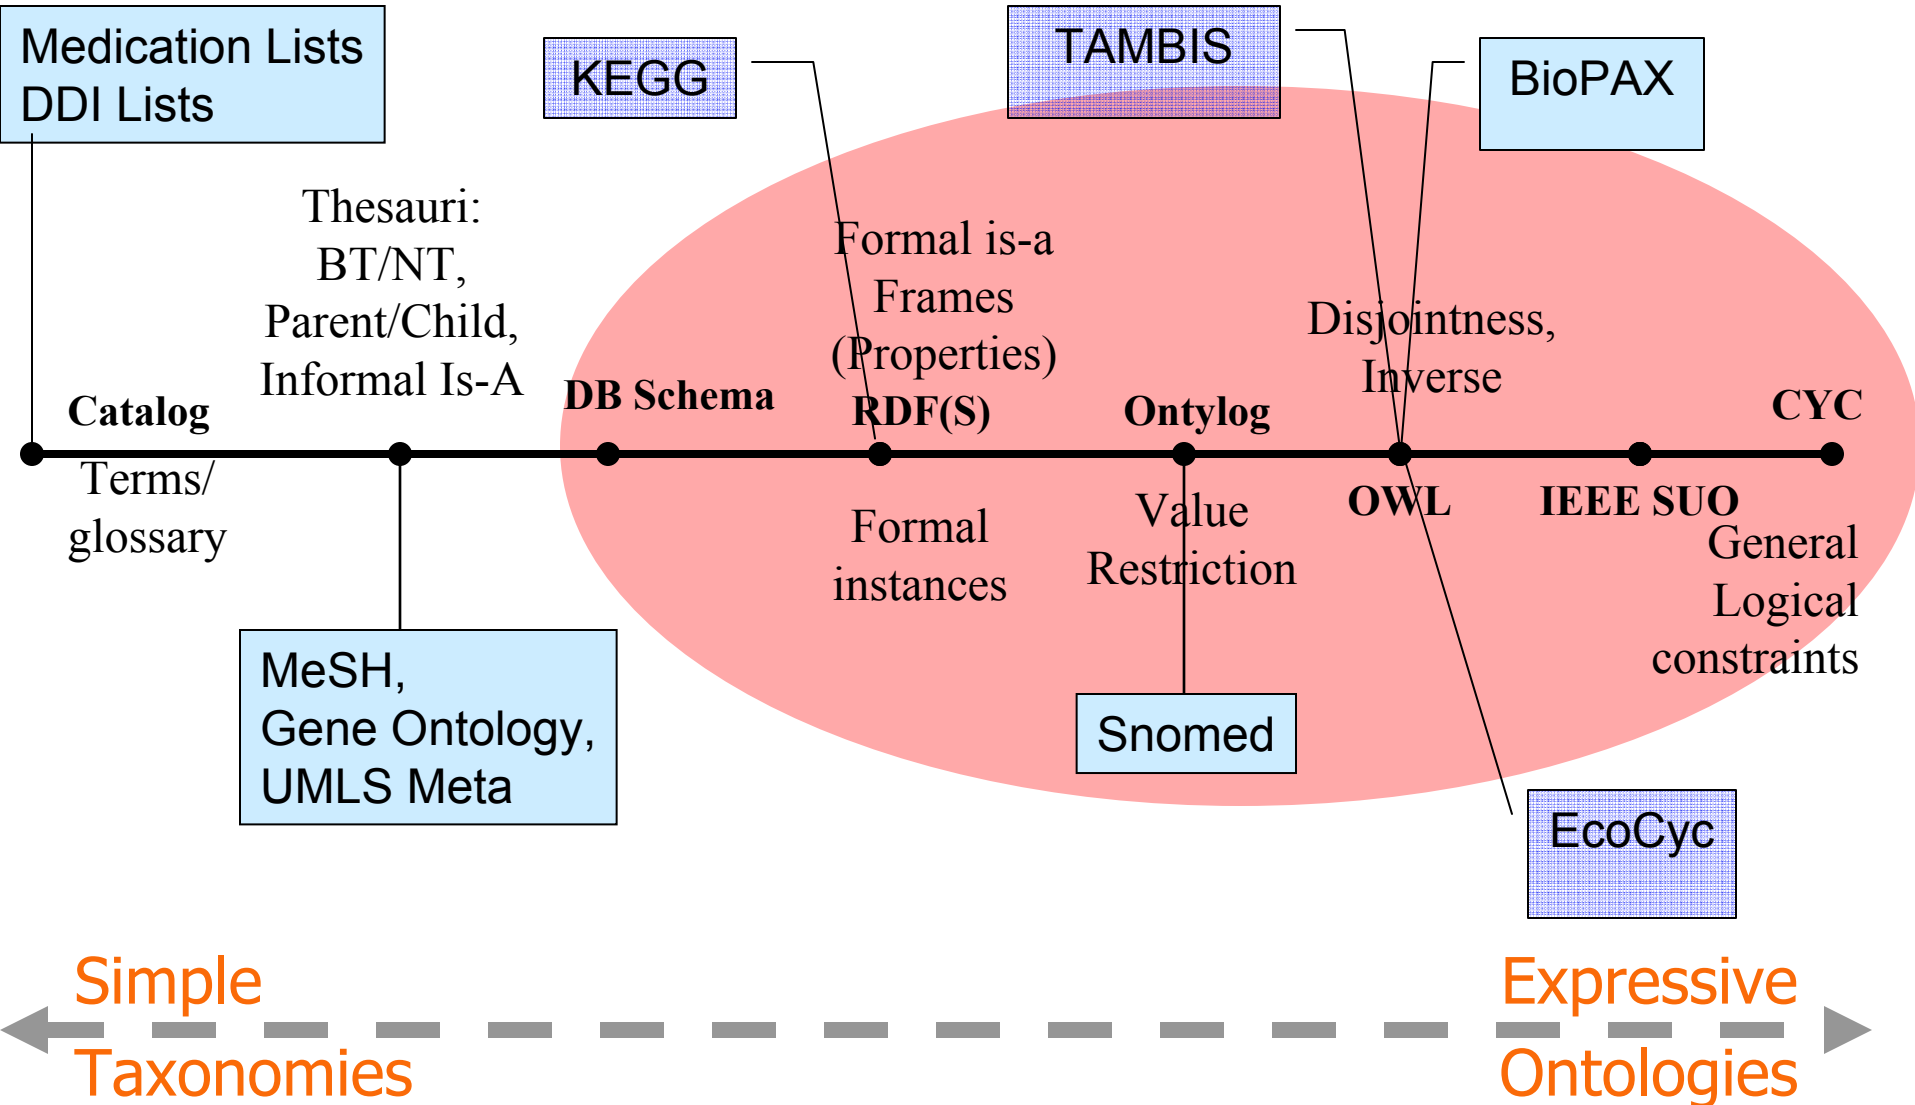 Medication Lists
DDI Lists
KEGG
TAMBIS
BioPAX
Thesauri:
BT/NT,
Parent/Child,
Informal Is-A
Formal is-a
Frames
(Properties)
Disjointness,
Inverse
Catalog
DB Schema
RDF(S)
Ontylog
CYC
Terms/
glossary
Formal
instances
Value
Restriction
OWL
IEEE SUO
General
Logical
constraints
MeSH,
Gene Ontology,
UMLS Meta
Snomed
EcoCyc
Simple
Taxonomies
Expressive
Ontologies